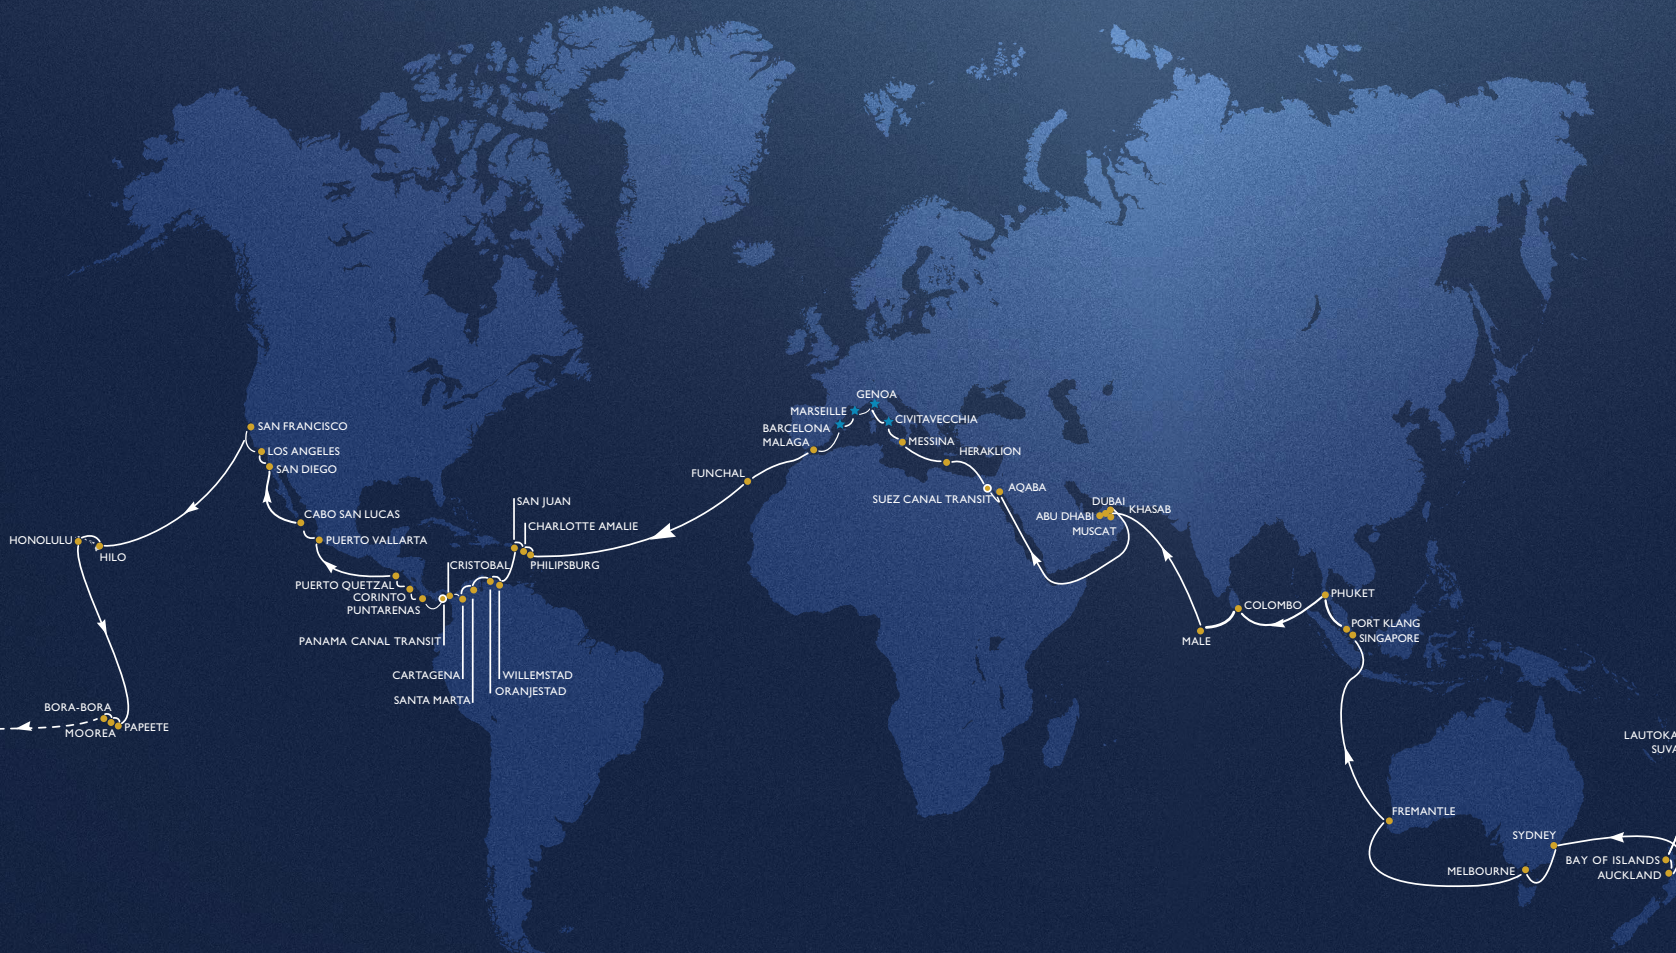 GENOA
MARSEILLE
CIVITAVECCHIA
BARCELONA
MALAGA
MESSINA
HERAKLION
FUNCHAL
SUEZ CANAL TRANSIT
AQABA
DUBAI
ABU DHABI
KHASAB
MUSCAT
SAN FRANCISCO
LOS ANGELES
SAN DIEGO
CABO SAN LUCAS
PUERTO VALLARTA
HONOLULU
HILO
SAN JUAN
CHARLOTTE AMALIE
PHILIPSBURG
CRISTOBAL
PUERTO QUETZAL
CORINTO
PUNTARENAS
PANAMA CANAL TRANSIT
CARTAGENA
WILLEMSTAD
ORANJESTAD
SANTA MARTA
PHUKET
COLOMBO
PORT KLANG
SINGAPORE
MALE
BORA-BORA
MOOREA
PAPEETE
LAUTOKA
SUVA
FREMANTLE
SYDNEY
BAY OF ISLANDS
MELBOURNE
AUCKLAND